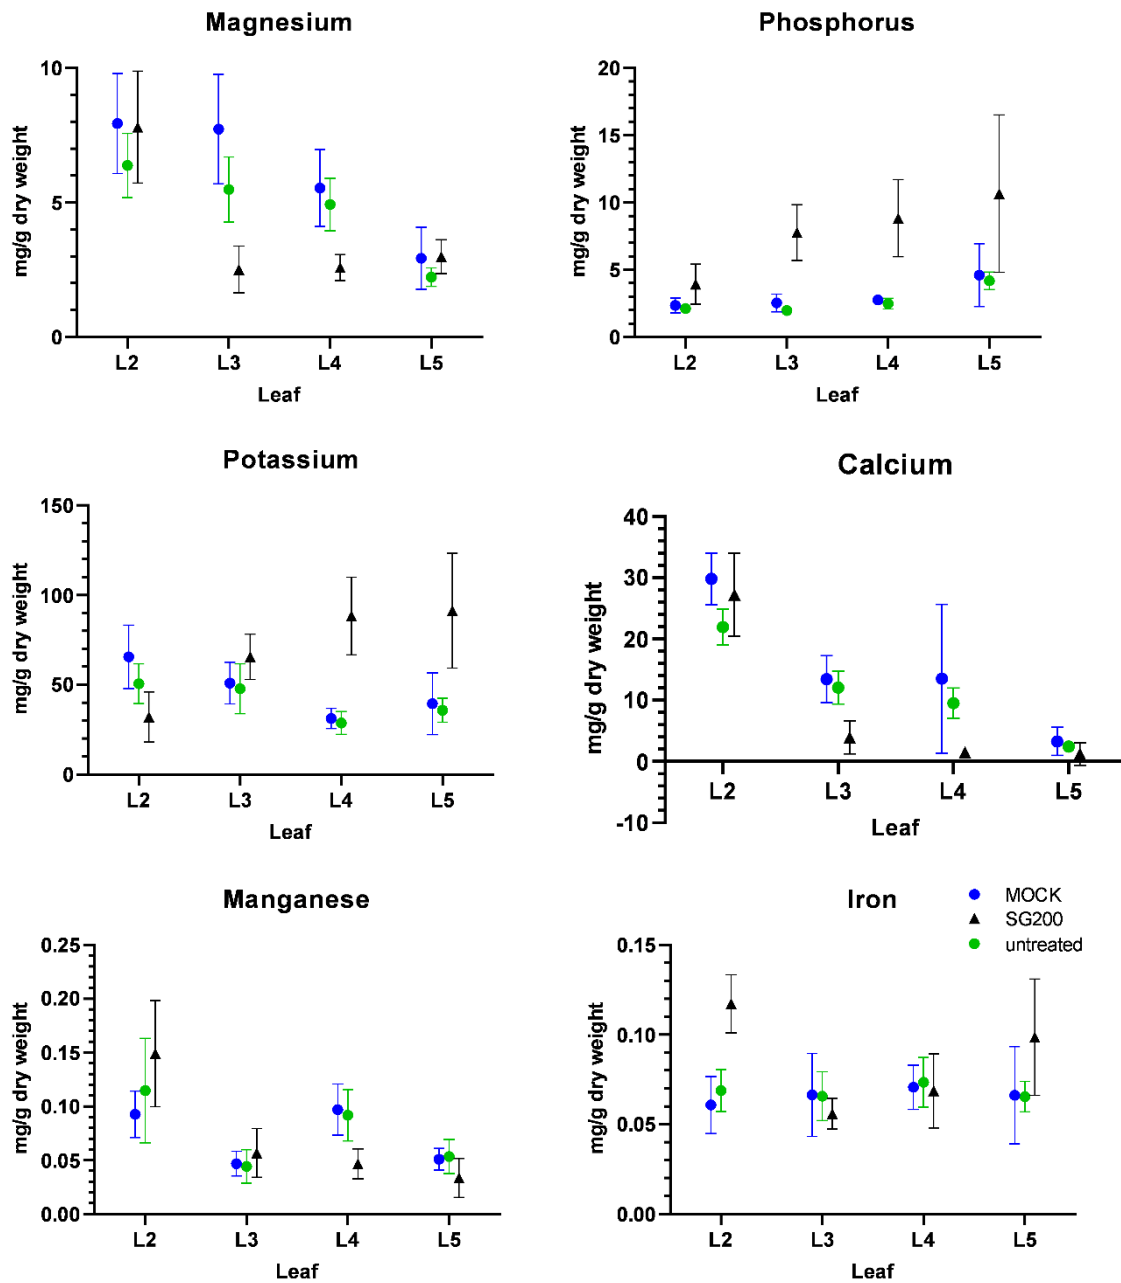 Magnesium
mg/g dry weight
10
5
0
L2 L3 L4 L5
Leaf
Phosphorus
mg/g dry weight
20
15
10
5
0
L2 L3 L4 L5
Leaf
Potassium
mg/g dry weight
150
100
50
0
L2 L3 L4 L5
Leaf
Calcium
mg/g dry weight
40
30
20
10
0
-10
L2 L3 L4 L5
Leaf
Manganese
mg/g dry weight
0.25
0.20
0.15
0.10
0.05
0.00
L2 L3 L4 L5
Leaf
Iron
MOCK
SG200
untreated
mg/g dry weight
0.15
0.10
0.05
0.00
L2 L3 L4 L5
Leaf